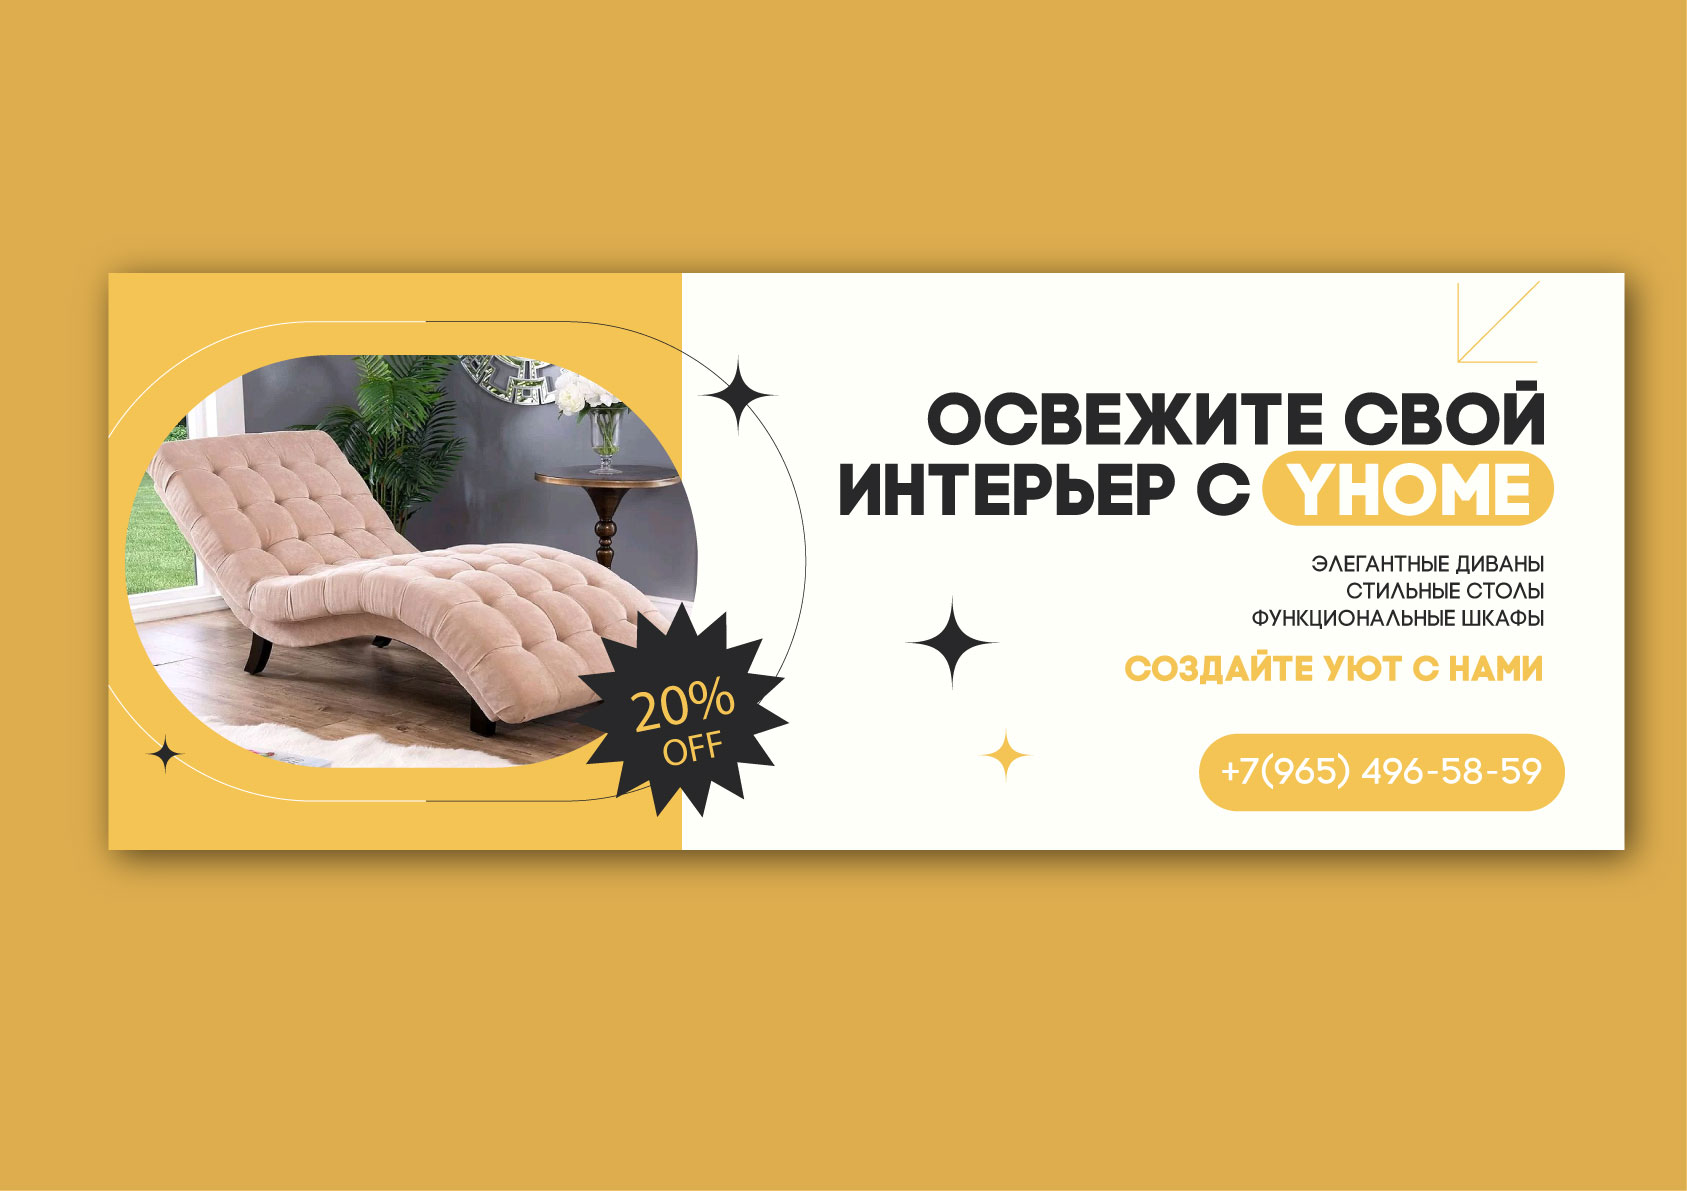 ОСВЕЖИТЕ СВОЙ
ИНТЕРЬЕР С YHOME
ЭЛЕГАНТНЫЕ ДИВАНЫ
СТИЛЬНЫЕ СТОЛЫ
ФУНКЦИОНАЛЬНЫЕ ШКАФЫ
СОЗДАЙТЕ УЮТ С НАМИ
+7(965) 496-58-59
20%
OFF